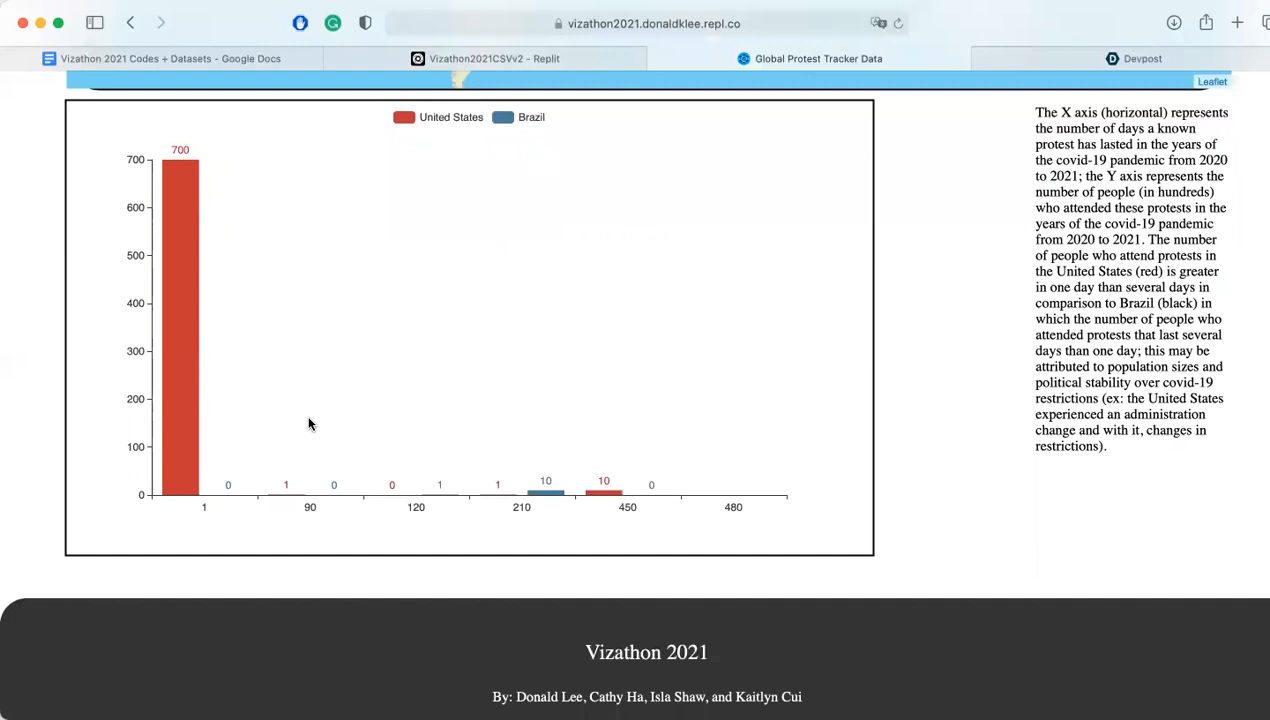 vizathon2021.donaldklee.repl.co
Vizathon 2021 Codes + Datasets - Google Docs
Vizathon2021CSVv2 - Replit
Global Protest Tracker Data
Devpost
Leaflet
United States
Brazil
700
700
600
500
400
300
200
100
0
0
1
0
0
1
1
10
10
0
1
90
120
210
450
480
The X axis (horizontal) represents
the number of days a known
protest has lasted in the years of
the covid-19 pandemic from 2020
to 2021; the Y axis represents the
number of people (in hundreds)
who attended these protests in the
years of the covid-19 pandemic
from 2020 to 2021. The number
of people who attend protests in
the United States (red) is greater
in one day than several days in
comparison to Brazil (black) in
which the number of people who
attended protests that last several
days than one day; this may be
attributed to population sizes and
political stability over covid-19
restrictions (ex: the United States
experienced an administration
change and with it, changes in
restrictions).
Vizathon 2021
By: Donald Lee, Cathy Ha, Isla Shaw, and Kaitlyn Cui